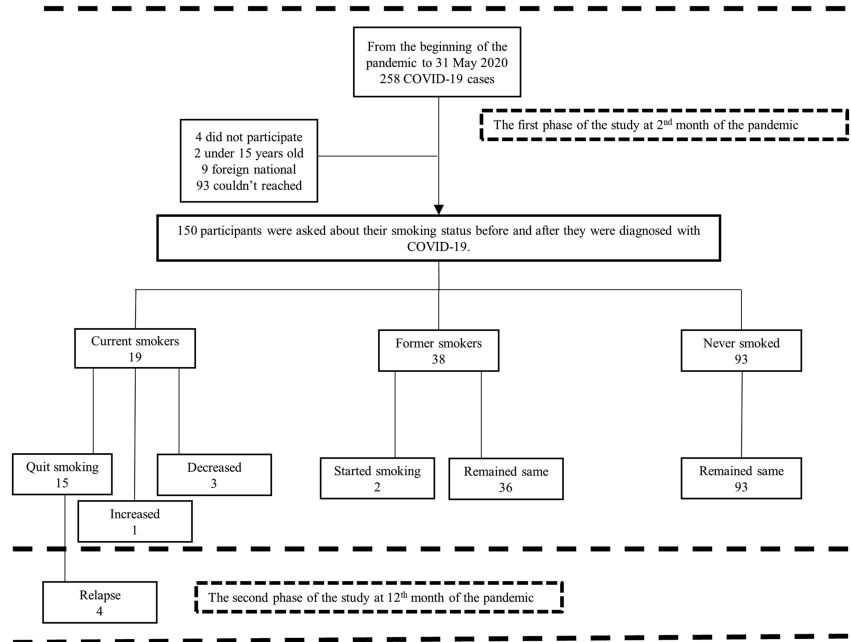 From the beginning of the
pandemic to 31 May 2020
258 COVID-19 cases
The first phase of the study at 2nd month of the pandemic
4 did not participate
2 under 15 years old
9 foreign national
93 couldn't reached
150 participants were asked about their smoking status before and after they were diagnosed with
COVID-19.
Current smokers
19
Former smokers
38
Never smoked
93
Quit smoking
15
Increased
1
Decreased
3
Started smoking
2
Remained same
36
Remained same
93
Relapse
4
The second phase of the study at 12th month of the pandemic